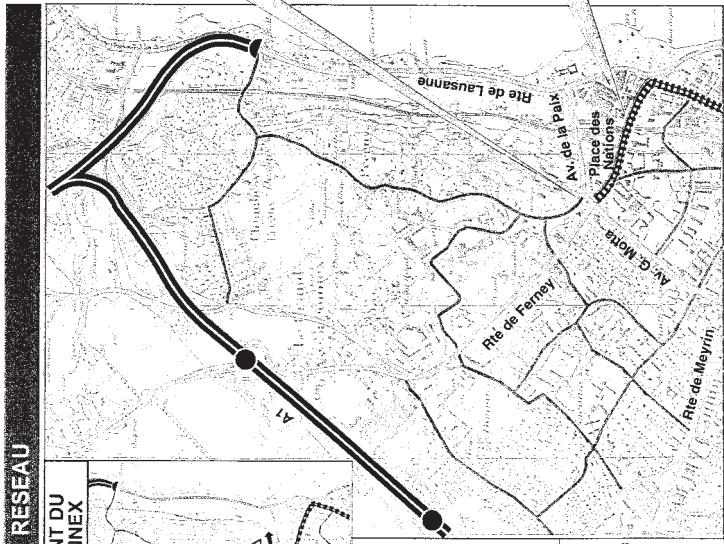 RESEAU
NT DU
NNEX
A1
Rte de Lausanne
Av. de la Paix
Place des
Nations
Av. G. Motta
Rte de Ferney
Rte de Meyrin